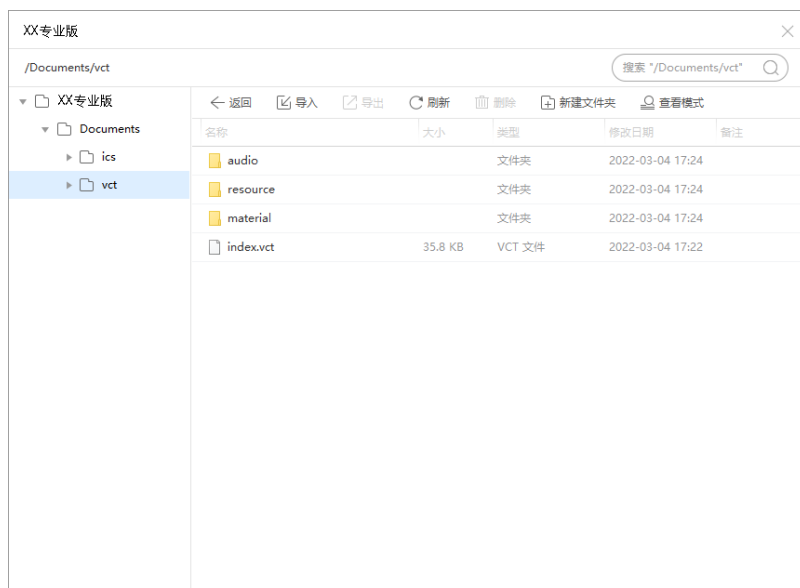 XX专业版
/Documents/vct
搜索 "/Documents/vct"
XX专业版
Documents
ics
vct
返回 导入 导出 刷新 删除 新建文件夹 查看模式
名称 大小 类型 修改日期 备注
audio 文件夹 2022-03-04 17:24
resource 文件夹 2022-03-04 17:24
material 文件夹 2022-03-04 17:24
index.vct 35.8 KB VCT 文件 2022-03-04 17:22